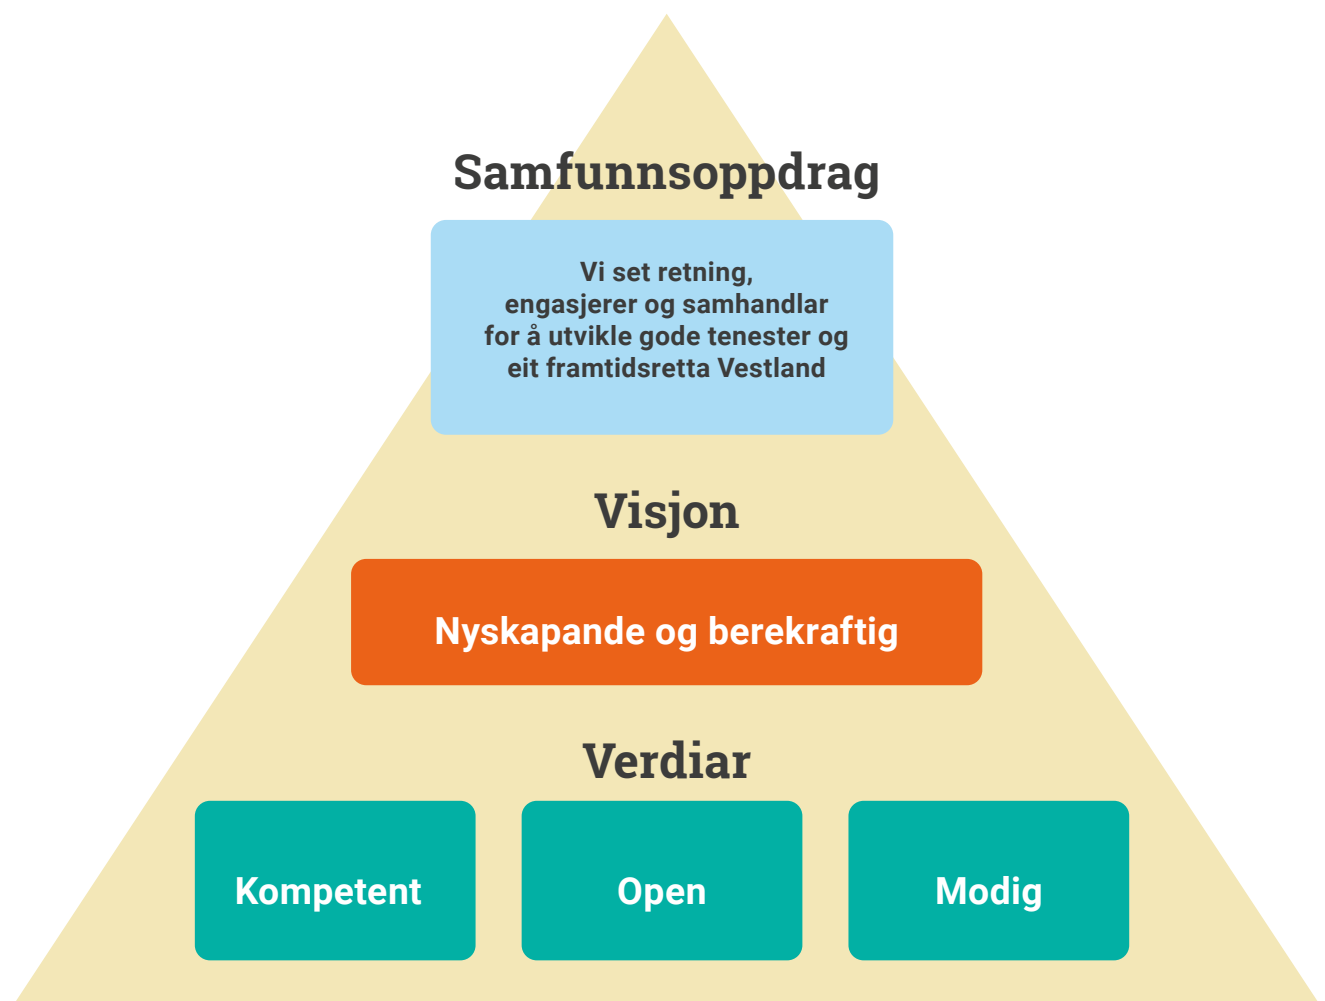 Samfunnsoppdrag
Vi set retning,
engasjerer og samhandlar
for å utvikle gode tenester og
eit framtidsretta Vestland
Visjon
Nyskapande og berekraftig
Verdiar
Kompetent
Open
Modig